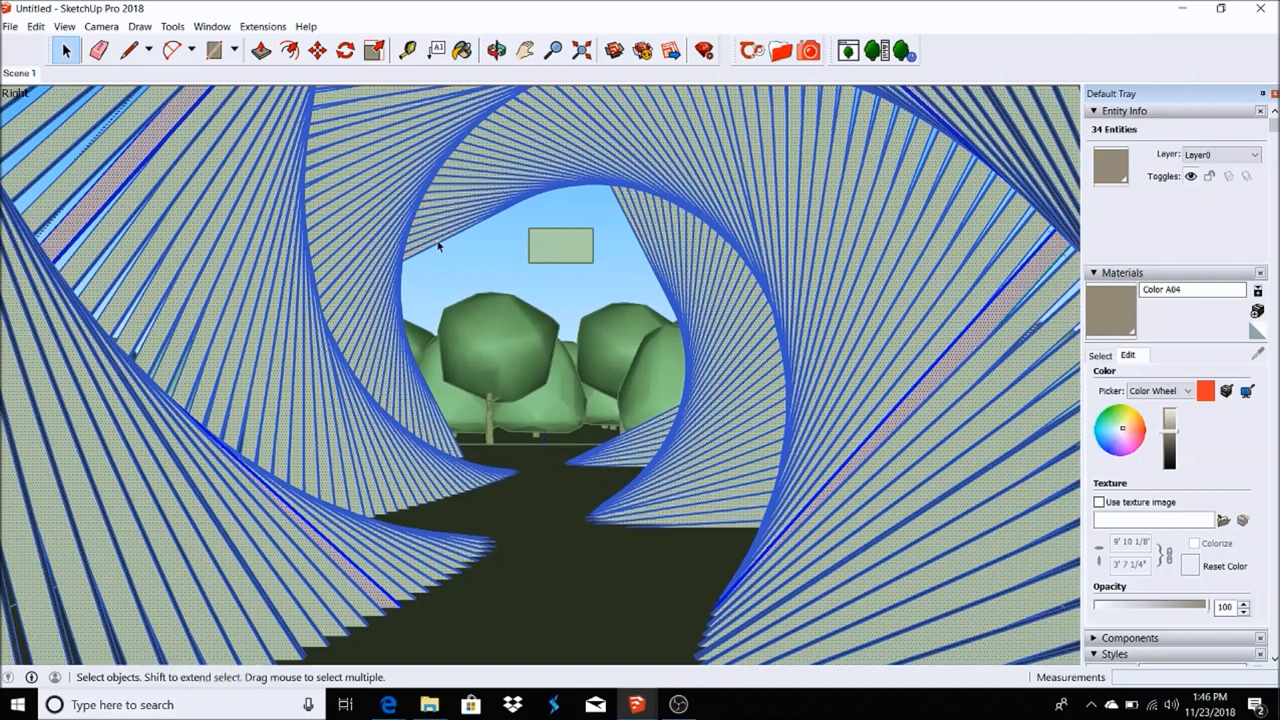 Untitled - SketchUp Pro 2018
File Edit View Camera Draw Tools Window Extensions Help
A1
Scene 1
Right
Default Tray
Entity Info
34 Entities
Layer: Layer0
Toggles:
Materials
Color A04
Select Edit
Color
Picker: Color Wheel
Texture
Use texture image
9' 10 1/8"
Colorize
3' 7 1/4"
Reset Color
Opacity
100
Components
Styles
Select objects. Shift to extend select. Drag mouse to select multiple.
Measurements
Type here to search
1:46 PM
11/23/2018
2